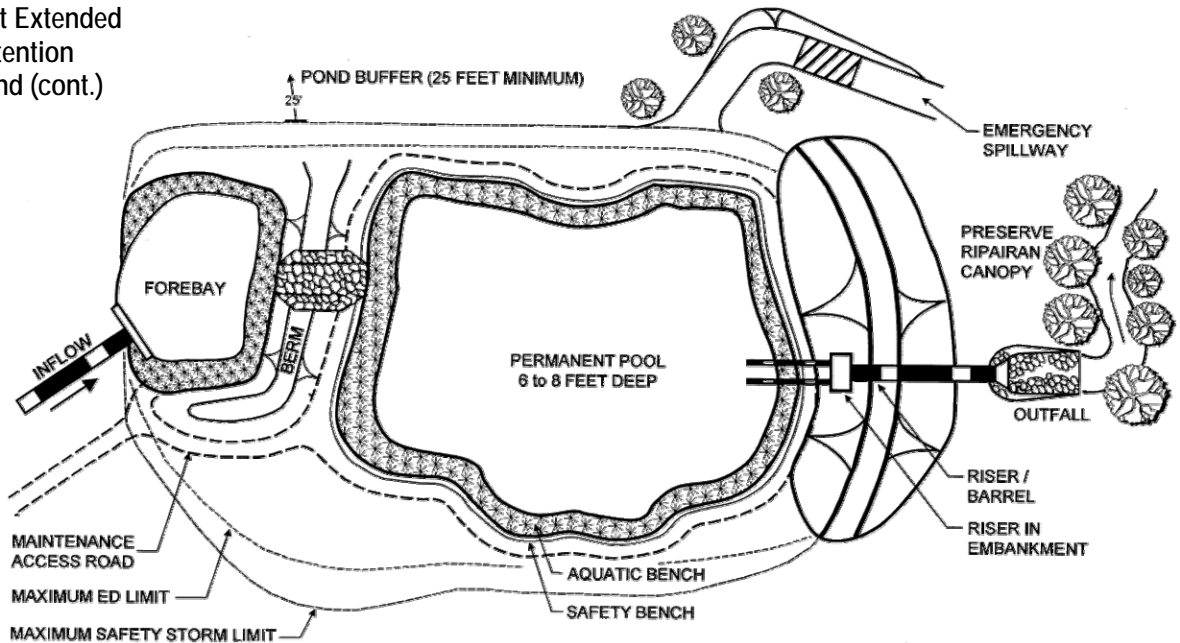 t Extended
tention
nd (cont.)
POND BUFFER (25 FEET MINIMUM)
25'
EMERGENCY
SPILLWAY
PRESERVE
RIPAIRAN
CANOPY
FOREBAY
INFLOW
BERM
PERMANENT POOL
6 to 8 FEET DEEP
OUTFALL
RISER /
BARREL
RISER IN
EMBANKMENT
MAINTENANCE
ACCESS ROAD
MAXIMUM ED LIMIT
MAXIMUM SAFETY STORM LIMIT
AQUATIC BENCH
SAFETY BENCH